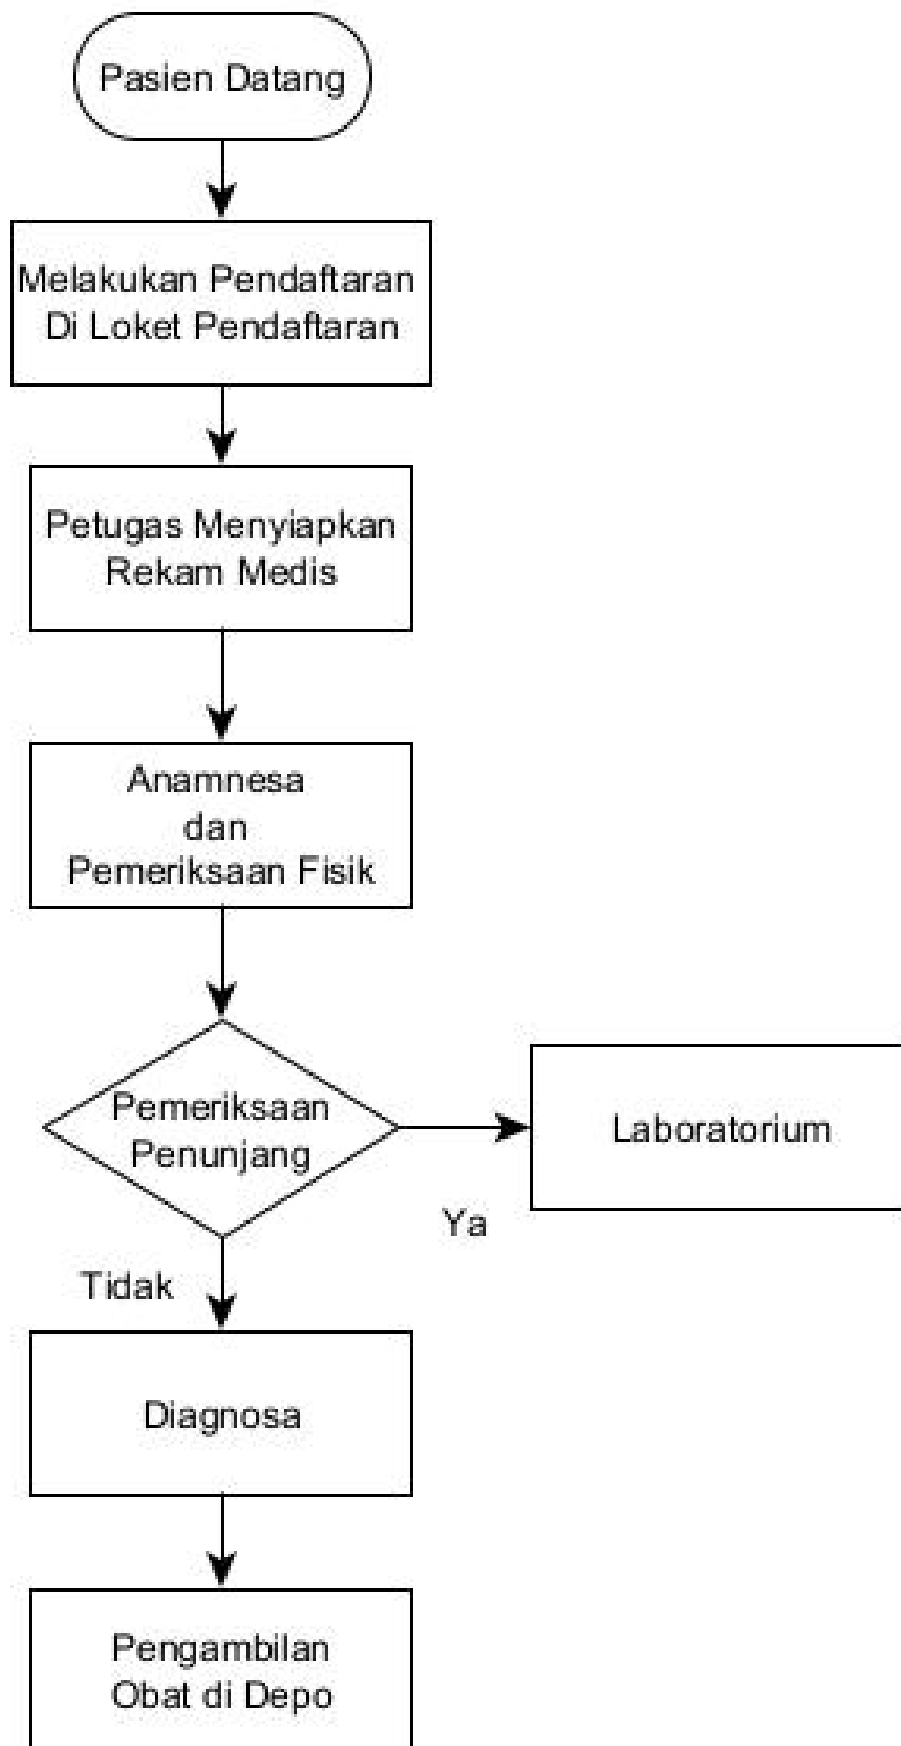 Pasien Datang
Melakukan Pendaftaran
Di Loket Pendaftaran
Petugas Menyiapkan
Rekam Medis
Anamnesa
dan
Pemeriksaan Fisik
Pemeriksaan
Penunjang
Laboratorium
Ya
Tidak
Diagnosa
Pengambilan
Obat di Depo